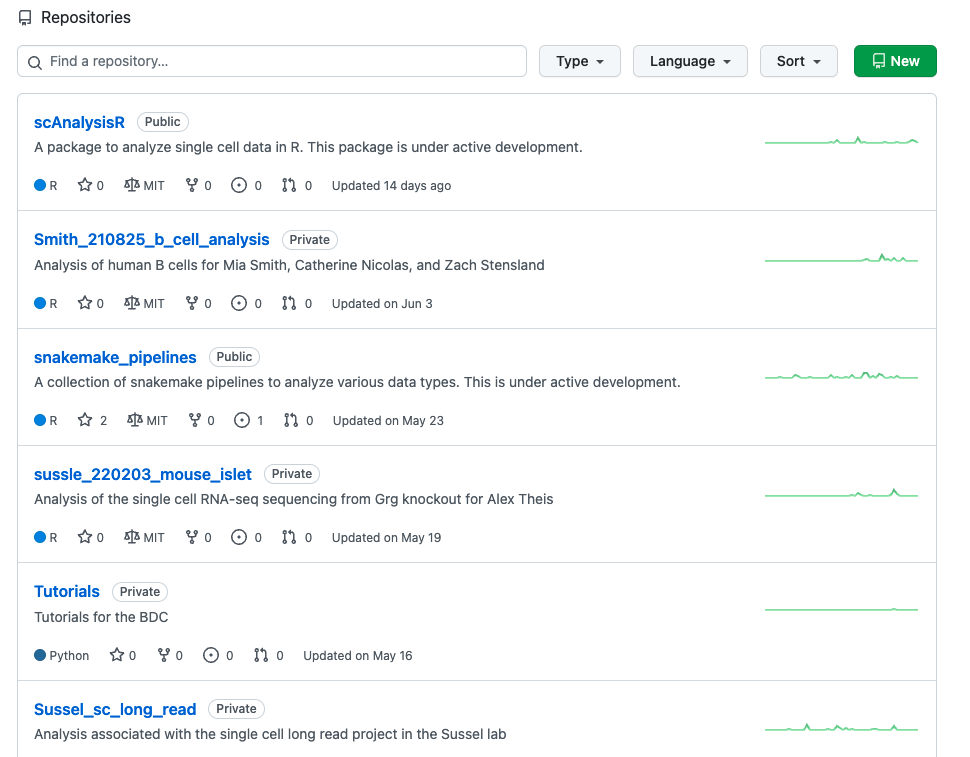 Repositories
Find a repository...
Type
Language
Sort
New
scAnalysisR Public
A package to analyze single cell data in R. This package is under active development.
R 0 MIT 0 0 0 Updated 14 days ago
Smith_210825_b_cell_analysis Private
Analysis of human B cells for Mia Smith, Catherine Nicolas, and Zach Stensland
R 0 MIT 0 0 0 Updated on Jun 3
snakemake_pipelines Public
A collection of snakemake pipelines to analyze various data types. This is under active development.
R 2 MIT 0 1 0 Updated on May 23
sussle_220203_mouse_islet Private
Analysis of the single cell RNA-seq sequencing from Grg knockout for Alex Theis
R 0 MIT 0 0 0 Updated on May 19
Tutorials Private
Tutorials for the BDC
Python 0 0 0 0 Updated on May 16
Sussel_sc_long_read Private
Analysis associated with the single cell long read project in the Sussel lab